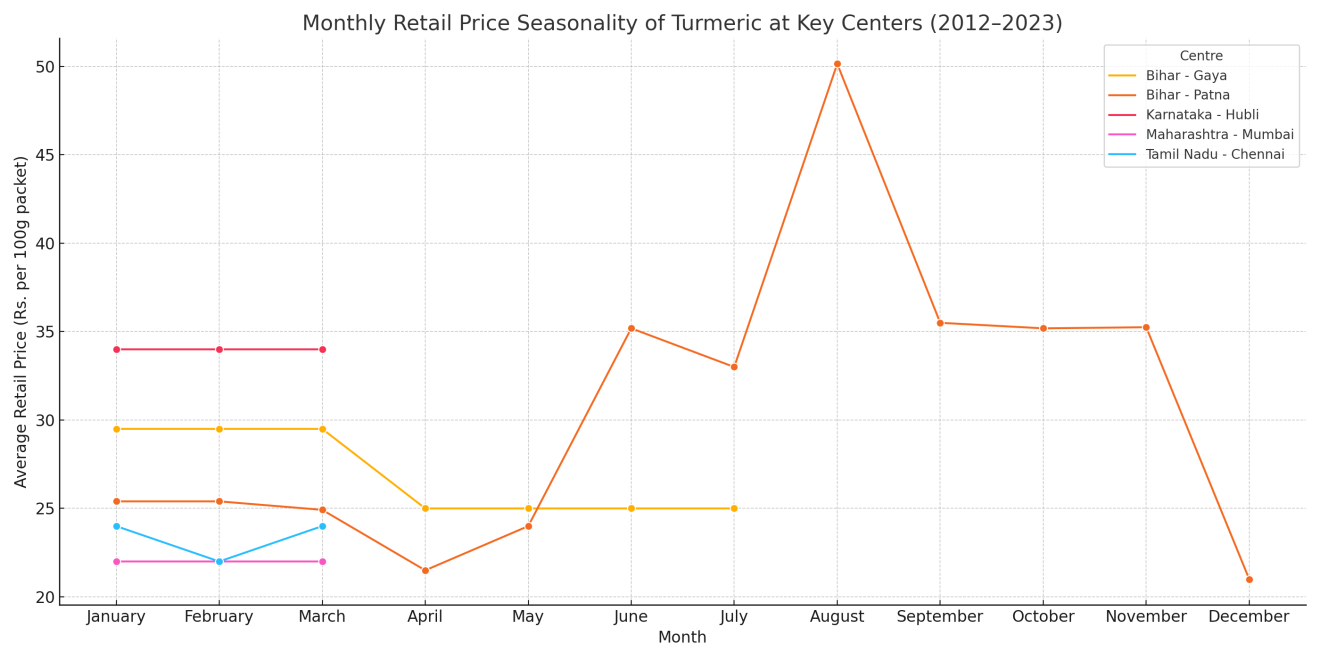 Monthly Retail Price Seasonality of Turmeric at Key Centers (2012–2023)
Centre
Bihar - Gaya
Bihar - Patna
Karnataka - Hubli
Maharashtra - Mumbai
Tamil Nadu - Chennai
Average Retail Price (Rs. per 100g packet)
50
45
40
35
30
25
20
January February March April May June July August September October November December
Month